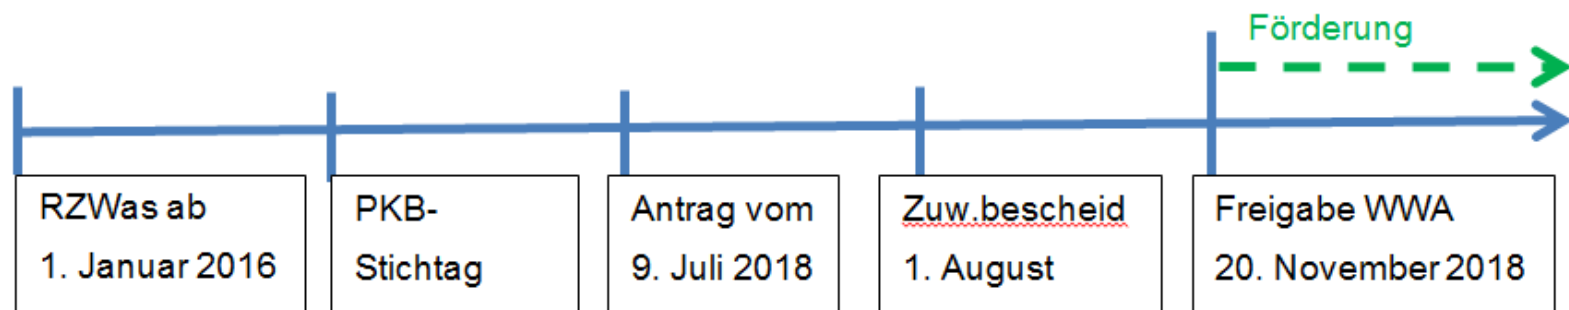 Förderung
RZWas ab
1. Januar 2016
PKB-
Stichtag
Antrag vom
9. Juli 2018
Zuw.bescheid
1. August
Freigabe WWA
20. November 2018